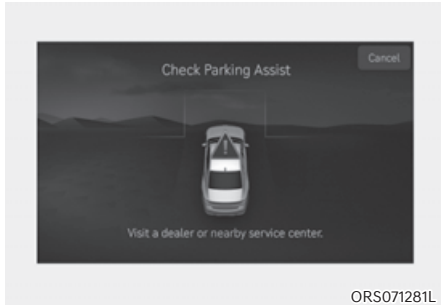 Cancel
Check Parking Assist
Visit a dealer or nearby service center.
ORS071281L